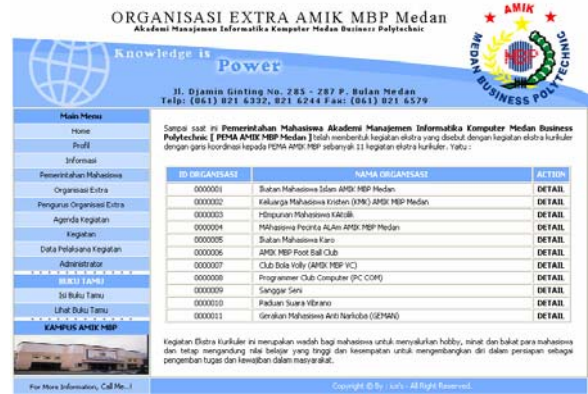 ORGANISASI EXTRA AMIK MBP Medan
Akademi Manajemen Informatika Komputer Medan Business Polytechnic
Knowledge is
Power
Jl. Djamin Ginting No. 285 - 287 P. Bulan Medan
Telp: (061) 821 6332, 821 6244 Fax: (061) 821 6579
AMIK
MEDAN BUSINESS POLYTECHNIC
MBP
Main Menu
Home
Profil
Informasi
Pemerintahan Mahasiswa
Organisasi Extra
Pengurus Organisasi Extra
Agenda Kegiatan
Kegiatan
Data Pelaksana Kegiatan
Administrator
BUKU TAMU
Isi Buku Tamu
Lihat Buku Tamu
KAMPUS AMIK MBP
For More Information, Call Me..!
Sampai saat ini Pemerintahan Mahasiswa Akademi Manajemen Informatika Komputer Medan Business
Polytechnic [ PEMA AMIK MBP Medan ] telah membentuk kegiatan ekstra yang disebut dengan kegiatan ekstra kurikuler
dengan garis koordinasi kepada PEMA AMIK MBP sebanyak 11 kegiatan ekstra kurikuler. Yaitu :
ID ORGANISASI NAMA ORGANISASI ACTION
0000001 Ikatan Mahasiswa Islam AMIK MBP Medan DETAIL
0000002 Keluarga Mahasiswa Kristen (KMK) AMIK MBP Medan DETAIL
0000003 HImpunan Mahasiswa KAtolik DETAIL
0000004 MAhasiswa Pecinta ALAm AMIK MBP Medan DETAIL
0000005 Ikatan Mahasiswa Karo DETAIL
0000006 AMIK MBP Foot Ball Club DETAIL
0000007 Club Bola Volly (AMIK MBP VC) DETAIL
0000008 Programmer Club Computer (PC COM) DETAIL
0000009 Sanggar Seni DETAIL
0000010 Paduan Suara Vibrano DETAIL
0000011 Gerakan Mahasiswa Anti Narkoba (GEMAN) DETAIL
Kegiatan Ekstra Kurikuler ini merupakan wadah bagi mahasiswa untuk menyalurkan hobby, minat dan bakat para mahasiswa
dan tetap mengandung nilai belajar yang tinggi dan kesempatan untuk mengembangkan diri dalam persiapan sebagai
pengemban tugas dan kewajiban dalam masyarakat.
Copyright © By : - All Right Reserved.